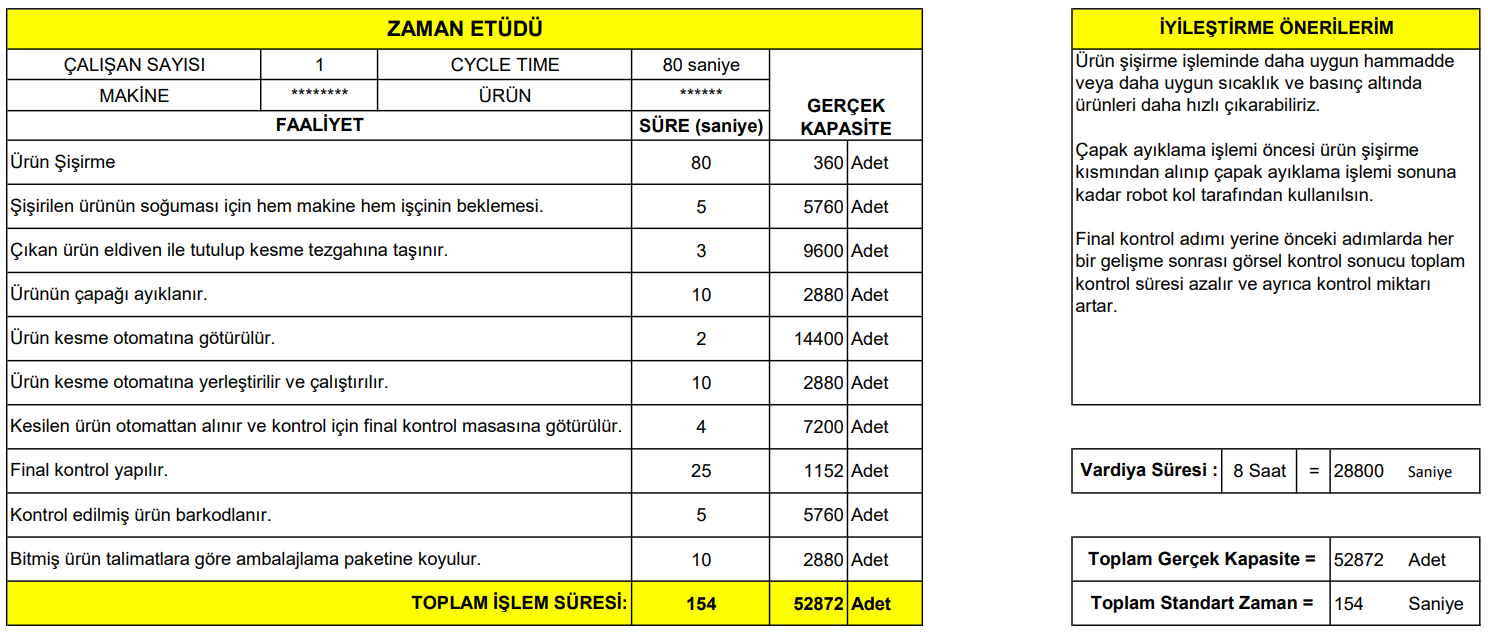 ZAMAN ETÜDÜ
ÇALIŞAN SAYISI 1 CYCLE TIME 80 saniye
MAKİNE ******** ÜRÜN ******
GERÇEK KAPASİTE
FAALİYET SÜRE (saniye)
Ürün Şişirme 80 360 Adet
Şişirilen ürünün soğuması için hem makine hem işçinin beklemesi. 5 5760 Adet
Çıkan ürün eldiven ile tutulup kesme tezgahına taşınır. 3 9600 Adet
Ürünün çapağı ayıklanır. 10 2880 Adet
Ürün kesme otomatına götürülür. 2 14400 Adet
Ürün kesme otomatına yerleştirilir ve çalıştırılır. 10 2880 Adet
Kesilen ürün otomattan alınır ve kontrol için final kontrol masasına götürülür. 4 7200 Adet
Final kontrol yapılır. 25 1152 Adet
Kontrol edilmiş ürün barkodlanır. 5 5760 Adet
Bitmiş ürün talimatlara göre ambalajlama paketine koyulur. 10 2880 Adet
TOPLAM İŞLEM SÜRESİ: 154 52872 Adet
İYİLEŞTİRME ÖNERİLERİM
Ürün şişirme işleminde daha uygun hammadde
veya daha uygun sıcaklık ve basınç altında
ürünleri daha hızlı çıkarabiliriz.
Çapak ayıklama işlemi öncesi ürün şişirme
kısmından alınıp çapak ayıklama işlemi sonuna
kadar robot kol tarafından kullanılsın.
Final kontrol adımı yerine önceki adımlarda her
bir gelişme sonrası görsel kontrol sonucu toplam
kontrol süresi azalır ve ayrıca kontrol miktarı
artar.
Vardiya Süresi : 8 Saat = 28800 Saniye
Toplam Gerçek Kapasite = 52872 Adet
Toplam Standart Zaman = 154 Saniye